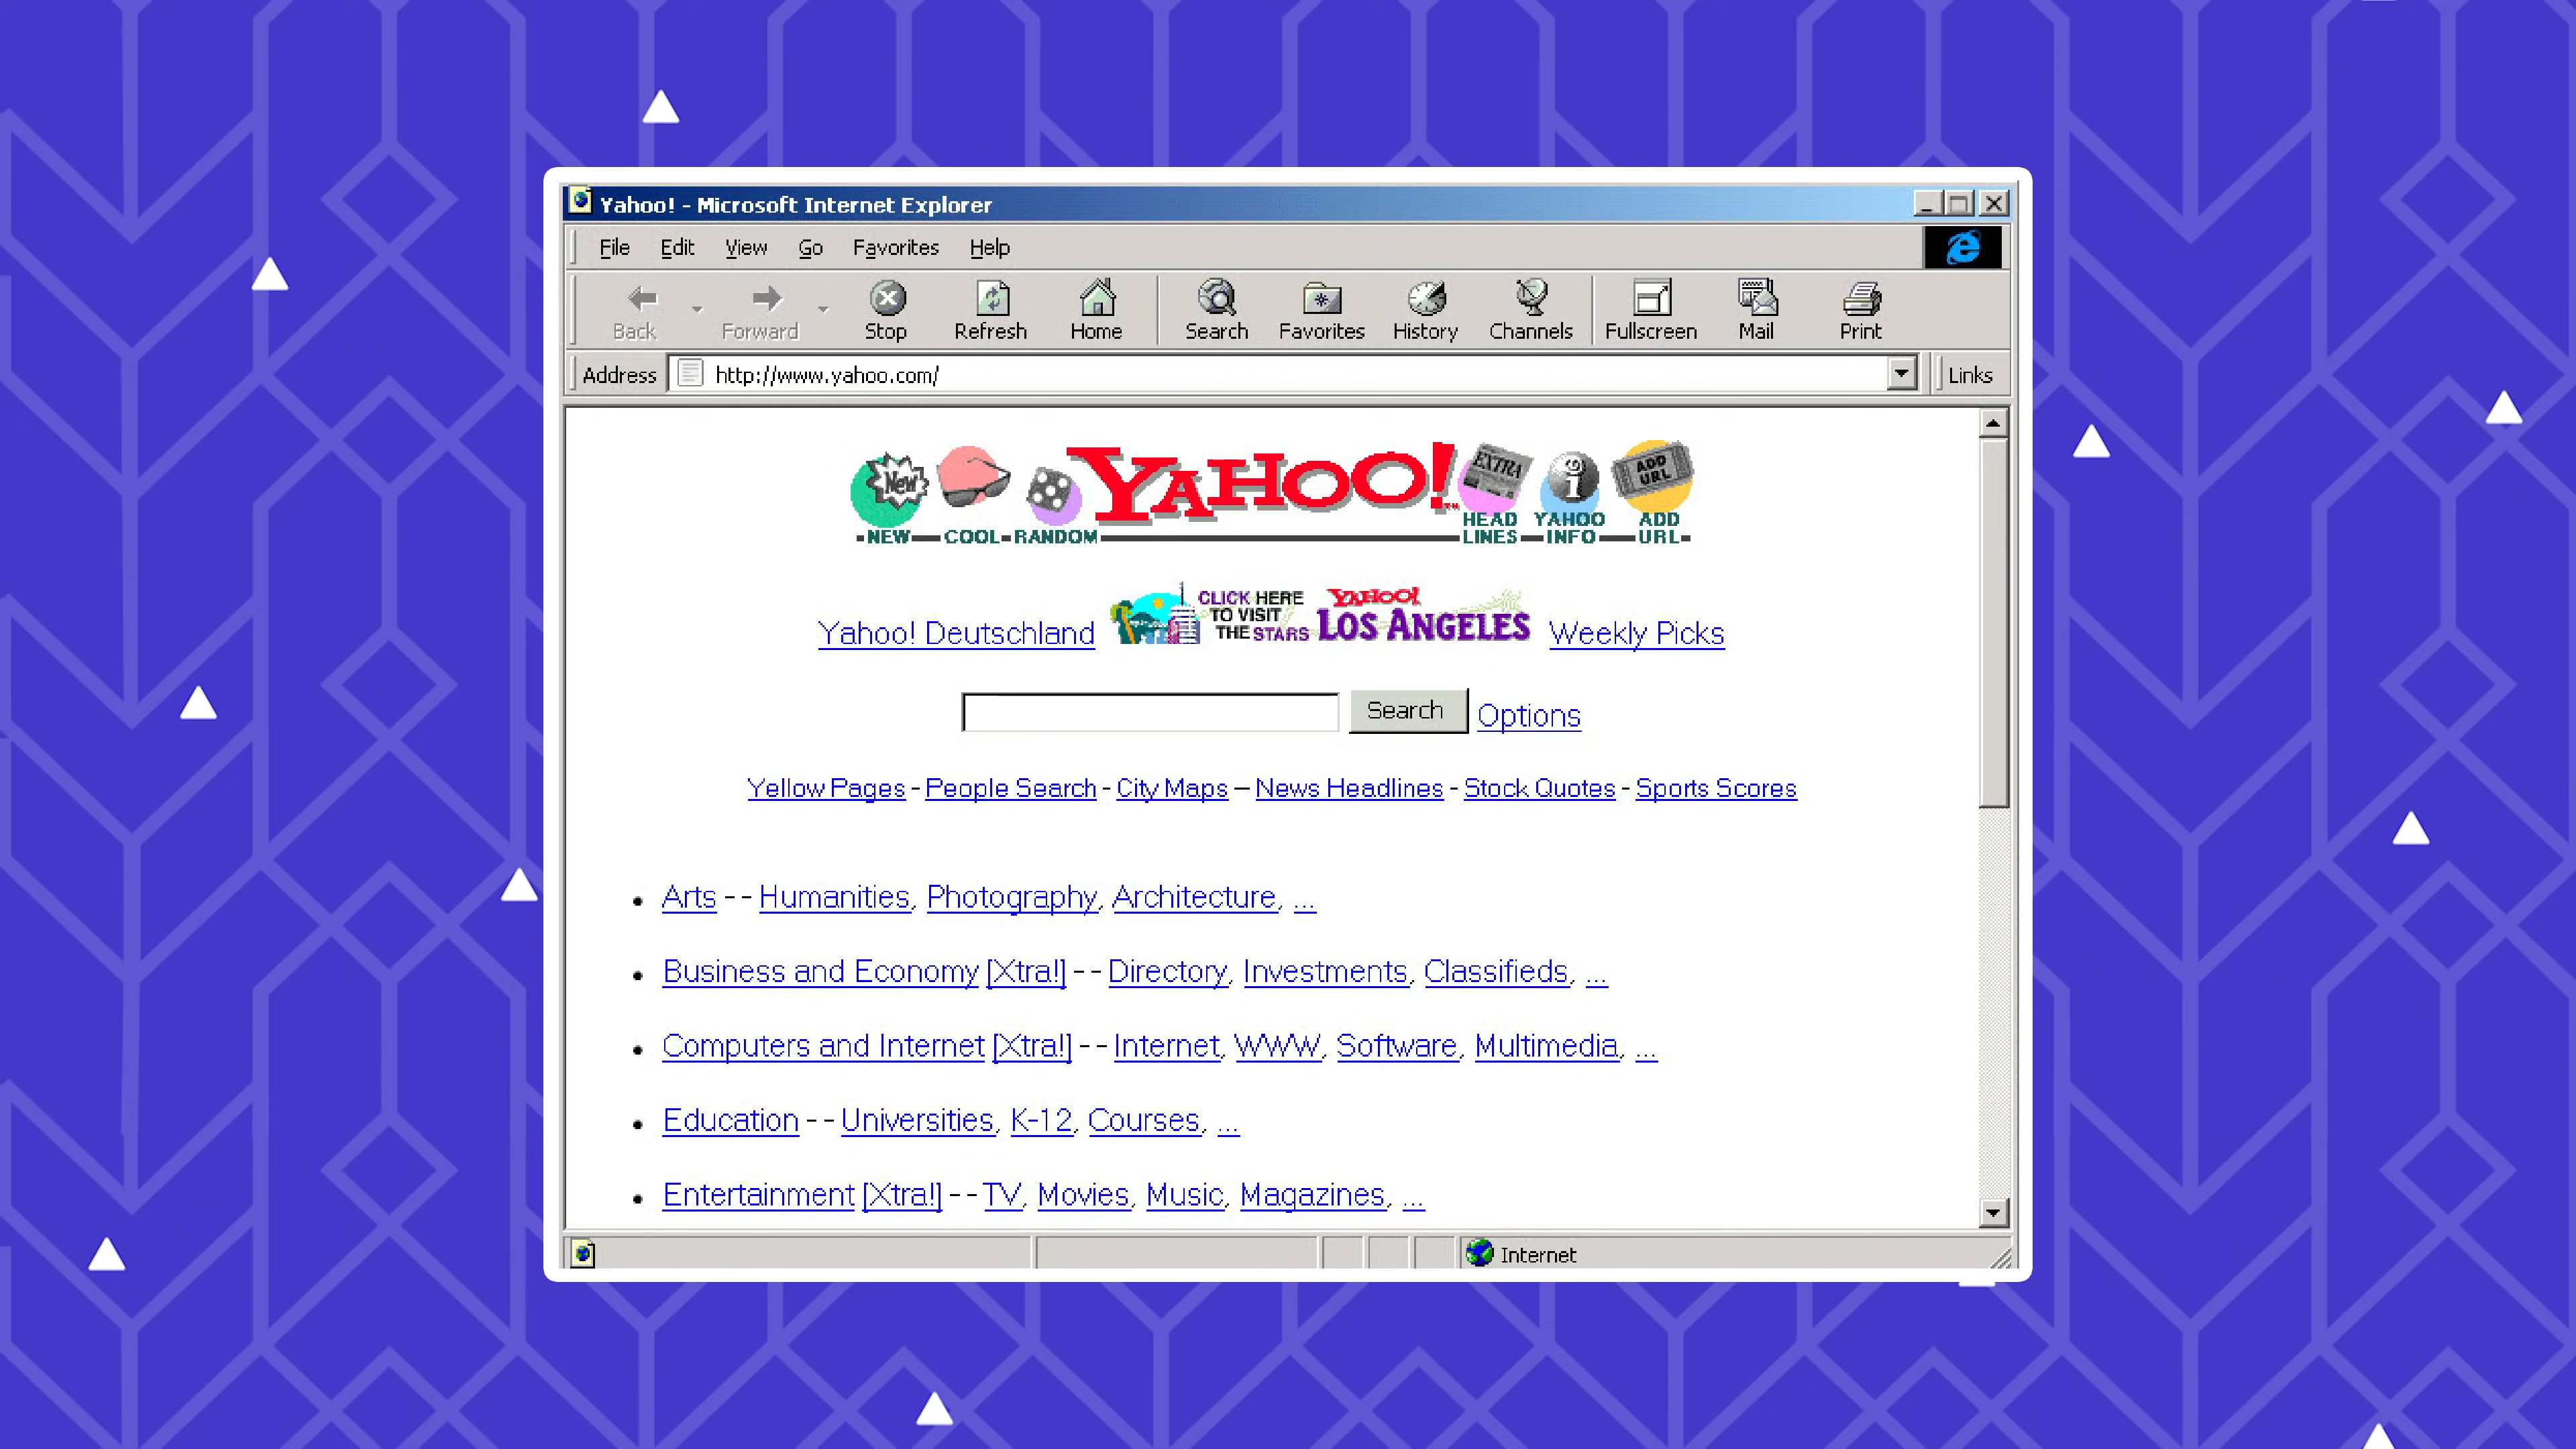 Yahoo! - Microsoft Internet Explorer
File Edit View Go Favorites Help
Back Forward Stop Refresh Home Search Favorites History Channels Fullscreen Mail Print
Address http://www.yahoo.com/ Links
New YAHOO! EXTRA i ADD URL
NEW COOL RANDOM HEAD LINES YAHOO INFO ADD URL
Yahoo! Deutschland CLICK HERE TO VISIT THE STARS YAHOO! LOS ANGELES Weekly Picks
Search Options
Yellow Pages - People Search - City Maps – News Headlines - Stock Quotes - Sports Scores
• Arts -- Humanities, Photography, Architecture, ...
• Business and Economy [Xtra!] -- Directory, Investments, Classifieds, ...
• Computers and Internet [Xtra!] -- Internet, WWW, Software, Multimedia, ...
• Education -- Universities, K-12, Courses, ...
• Entertainment [Xtra!] -- TV, Movies, Music, Magazines, ...
Internet